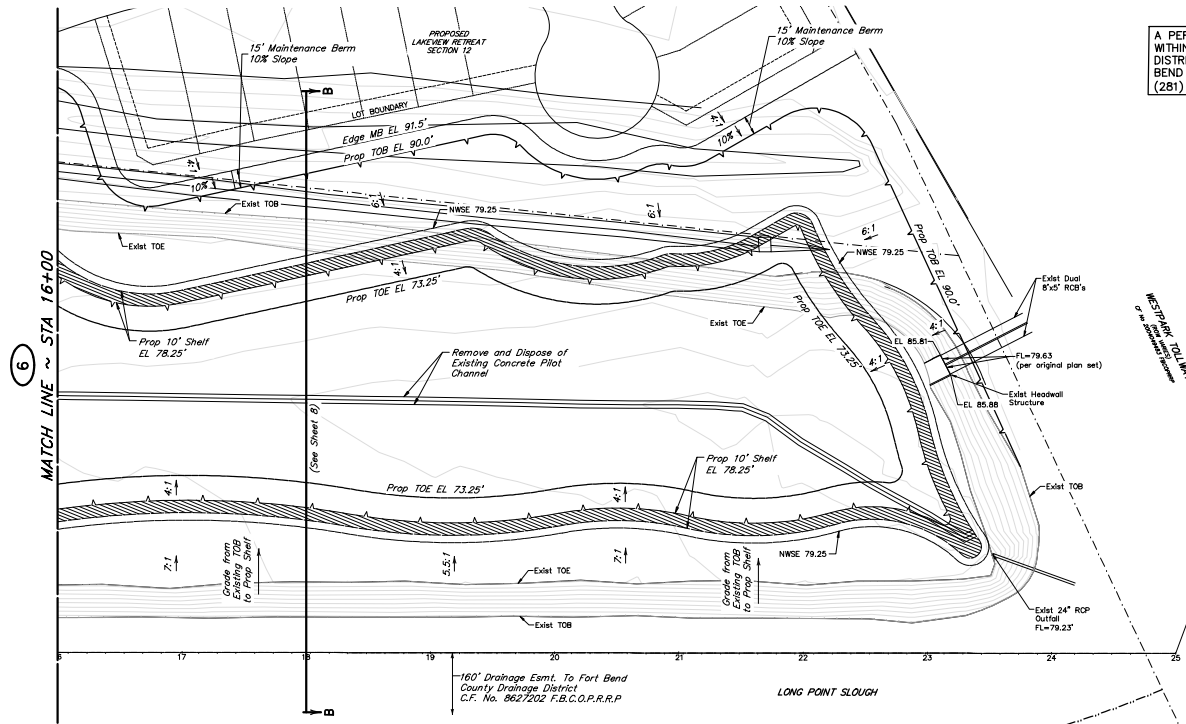 PROPOSED
LAKEVIEW RETREAT
SECTION 12
15' Maintenance Berm
10% Slope
15' Maintenance Berm
10% Slope
A PER
WITHIN
DISTRI
BEND
(281)
B
LOT BOUNDARY
Edge MB EL 91.5'
Prop TOB EL 90.0'
4:1
10%
4:1
10%
Exist TOB
Exist TOE
6:1
NWSE 79.25
6:1
6:1
NWSE 79.25
Prop TOB EL 90.0'
4:1
Prop TOE EL 73.25'
Prop 10' Shelf
EL 78.25'
Exist TOE
Prop TOE EL 73.25'
4:1
4:1
EL 85.81
Exist Dual
8'x5' RCB's
FL=79.63
(per original plan set)
Exist Headwall
Structure
EL 85.88
WESTPARK TOLLWAY
6
MATCH LINE ~ STA 16+00
Remove and Dispose of
Existing Concrete Pilot
Channel
(See Sheet 8)
Prop 10' Shelf
EL 78.25'
Prop TOE EL 73.25'
4:1
4:1
Exist TOB
NWSE 79.25
7:1
Grade from
Existing TOB
to Prop Shelf
5.5:1
7:1
Grade from
Existing TOB
to Prop Shelf
Exist TOE
Exist TOB
Exist 24" RCP
Outfall
FL=79.23'
6 17 18 19 20 21 22 23 24 25
160' Drainage Esmt. To Fort Bend
County Drainage District
C.F. No. 8627202 F.B.C.O.P.R.R.P
LONG POINT SLOUGH
B